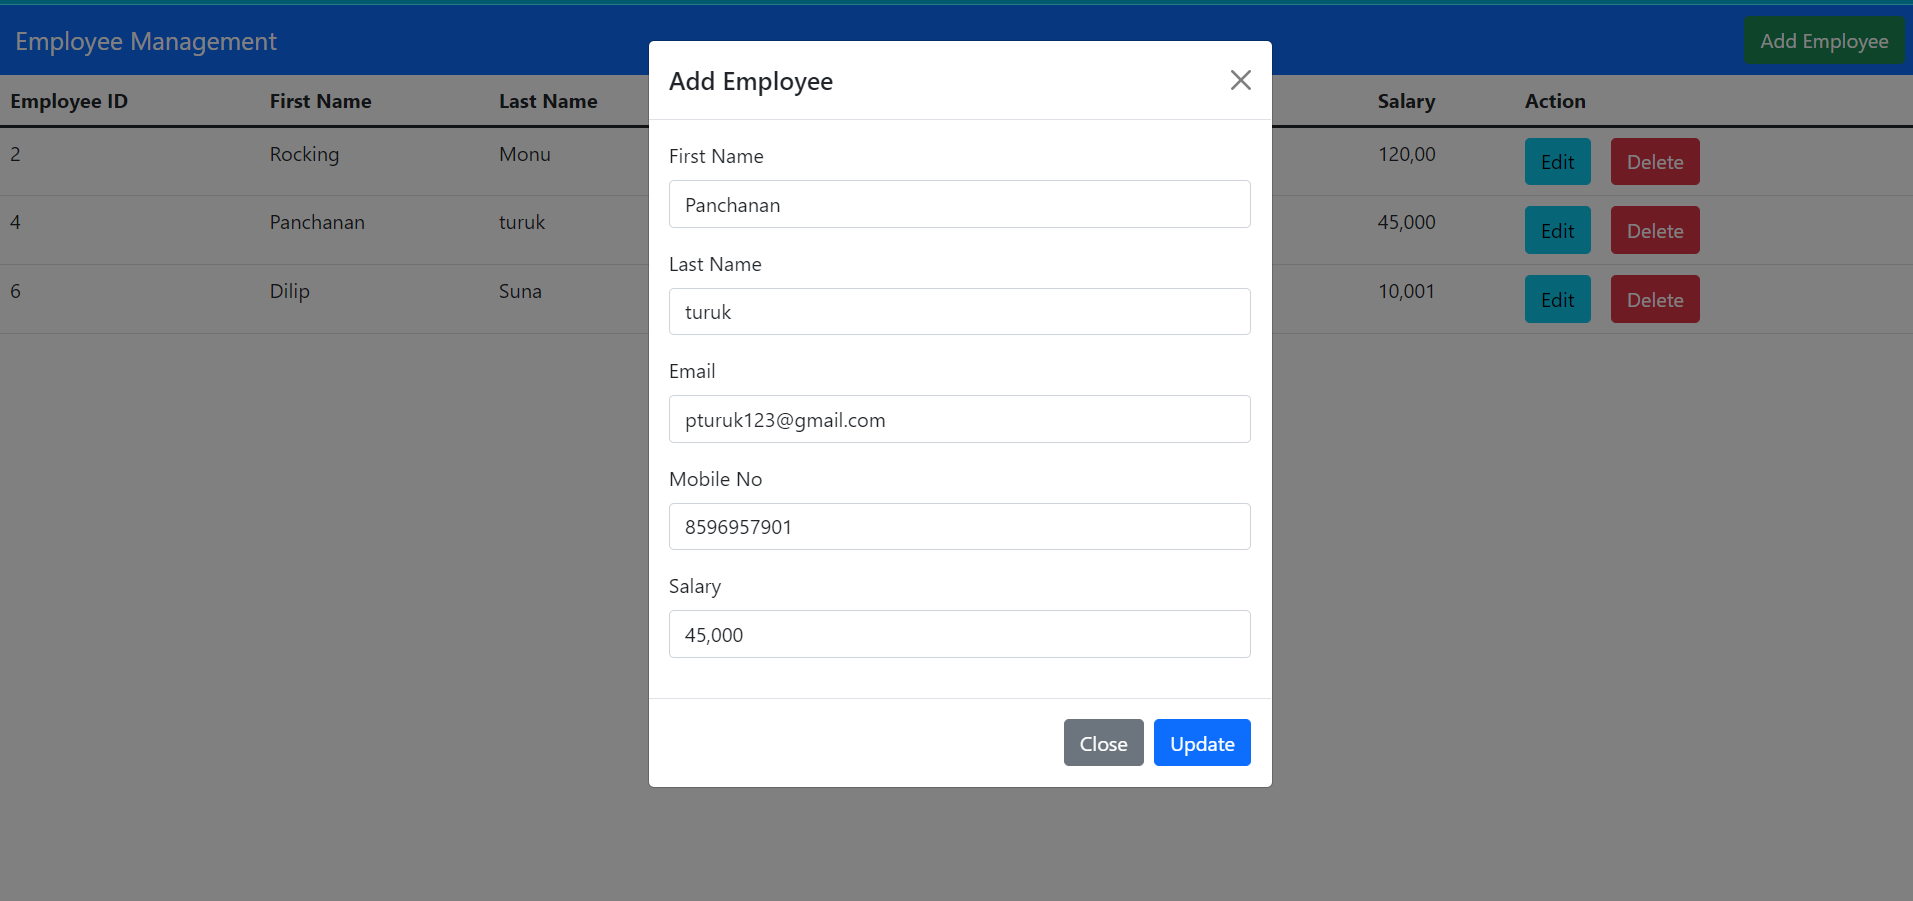 Employee Management
Add Employee
Employee ID First Name Last Name Salary Action
2 Rocking Monu 120,00 Edit Delete
4 Panchanan turuk 45,000 Edit Delete
6 Dilip Suna 10,001 Edit Delete
Add Employee
First Name
Panchanan
Last Name
turuk
Email
pturuk123@gmail.com
Mobile No
8596957901
Salary
45,000
Close Update